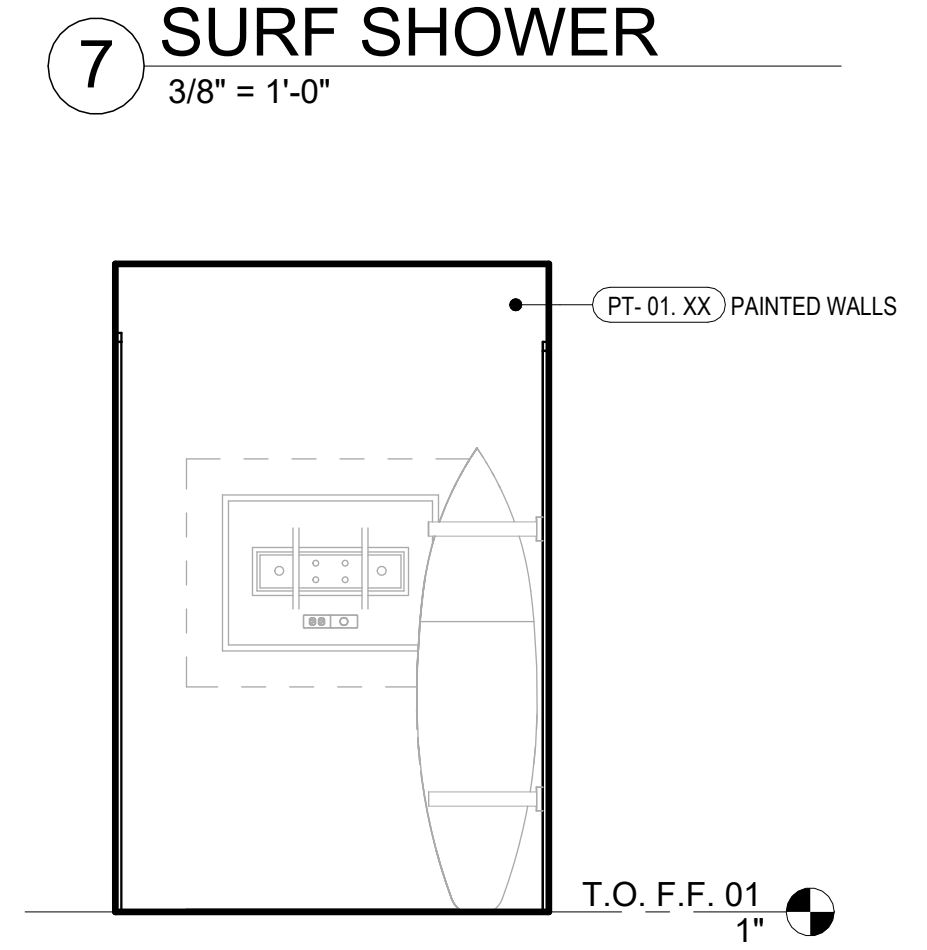 7
SURF SHOWER
3/8" = 1'-0"
PT- 01. XX PAINTED WALLS
T.O. F.F. 01
1"